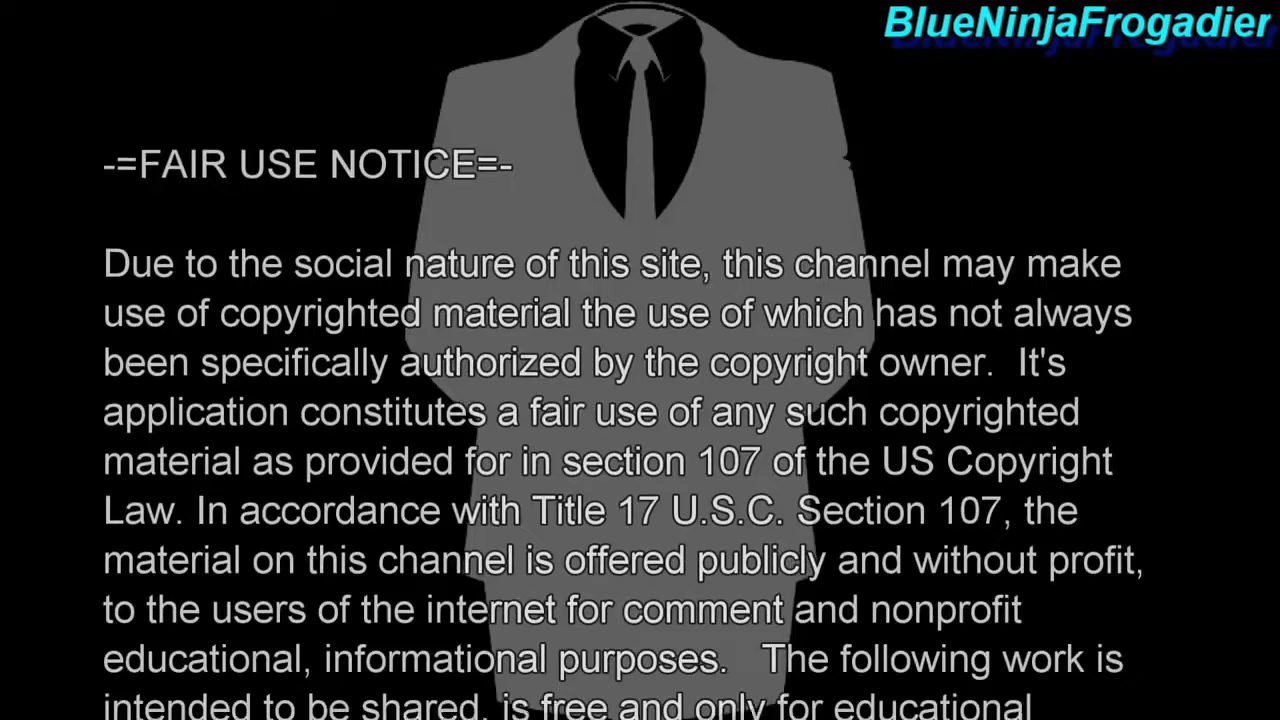 BlueNinjaFrogadier
-=FAIR USE NOTICE=-
Due to the social nature of this site, this channel may make
use of copyrighted material the use of which has not always
been specifically authorized by the copyright owner.  It's
application constitutes a fair use of any such copyrighted
material as provided for in section 107 of the US Copyright
Law. In accordance with Title 17 U.S.C. Section 107, the
material on this channel is offered publicly and without profit,
to the users of the internet for comment and nonprofit
educational, informational purposes.   The following work is
intended to be shared, is free and only for educational